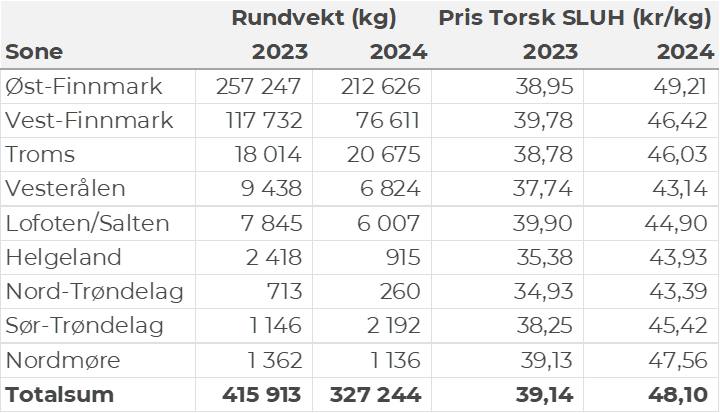 Rundvekt (kg) Pris Torsk SLUH (kr/kg)
Sone 2023 2024 2023 2024
Øst-Finnmark 257 247 212 626 38,95 49,21
Vest-Finnmark 117 732 76 611 39,78 46,42
Troms 18 014 20 675 38,78 46,03
Vesterålen 9 438 6 824 37,74 43,14
Lofoten/Salten 7 845 6 007 39,90 44,90
Helgeland 2 418 915 35,38 43,93
Nord-Trøndelag 713 260 34,93 43,39
Sør-Trøndelag 1 146 2 192 38,25 45,42
Nordmøre 1 362 1 136 39,13 47,56
Totalsum 415 913 327 244 39,14 48,10